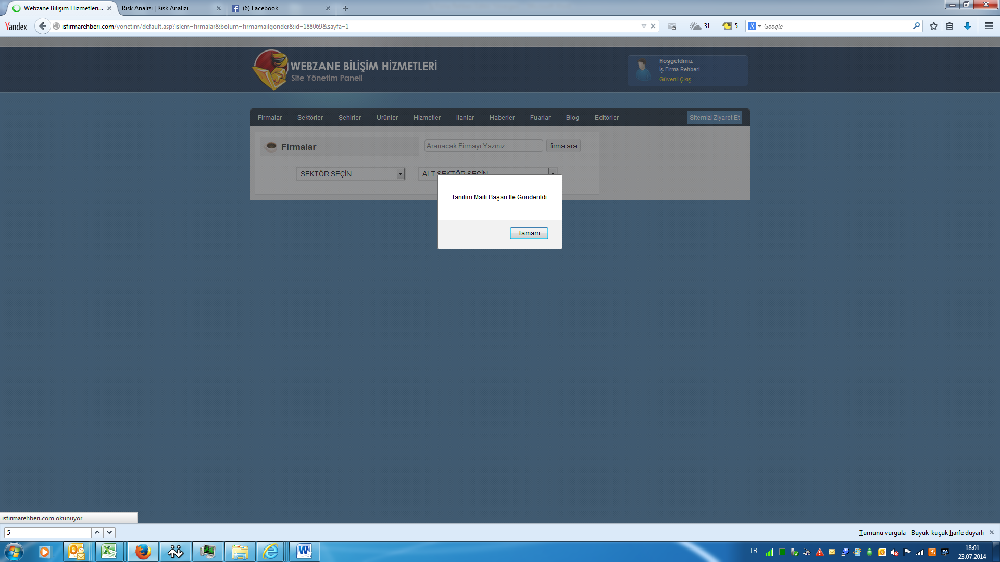 Webzane Bilişim Hizmetleri...
Risk Analizi | Risk Analizi
(6) Facebook
Yandex
isfirmarehberi.com/yonetim/default.asp?islem=firmalar&bolum=firmamailgonder&id=188069&sayfa=1
31
5
Google
WEBZANE BİLİŞİM HİZMETLERİ
Site Yönetim Paneli
Hoşgeldiniz
İş Firma Rehberi
Güvenli Çıkış
Firmalar Sektörler Şehirler Ürünler Hizmetler İlanlar Haberler Fuarlar Blog Editörler Sitemizi Ziyaret Et
Firmalar
Aranacak Firmayı Yazınız
firma ara
SEKTÖR SEÇİN
ALT SEKTÖR SEÇİN
Tanıtım Maili Başarı İle Gönderildi.
Tamam
isfirmarehberi.com okunuyor
5
Tümünü vurgula Büyük-küçük harfe duyarlı
TR
18:01
23.07.2014